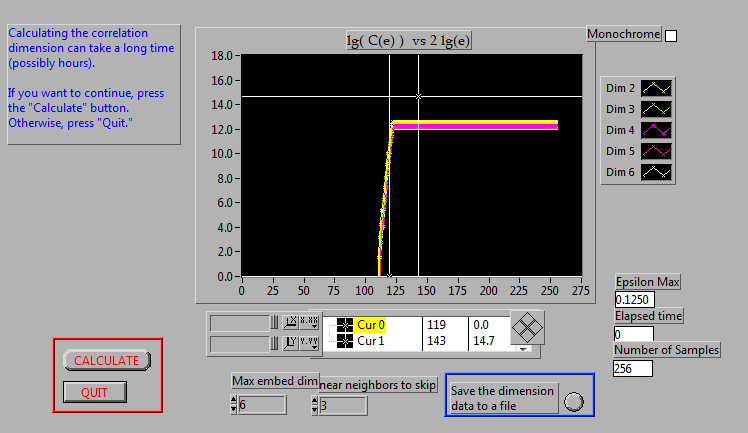 Calculating the correlation
dimension can take a long time
(possibly hours).
If you want to continue, press
the "Calculate" button.
Otherwise, press "Quit."
lg( C(e) ) vs 2 lg(e)
Monochrome
18.0
16.0
14.0
12.0
10.0
8.0
6.0
4.0
2.0
0.0
0 25 50 75 100 125 150 175 200 225 250 275
Dim 2
Dim 3
Dim 4
Dim 5
Dim 6
X X.XX
Y Y.YY
Cur 0 119 0.0
Cur 1 143 14.7
Epsilon Max
0.1250
Elapsed time
0
Number of Samples
256
CALCULATE
QUIT
Max embed dim
6
near neighbors to skip
3
Save the dimension
data to a file